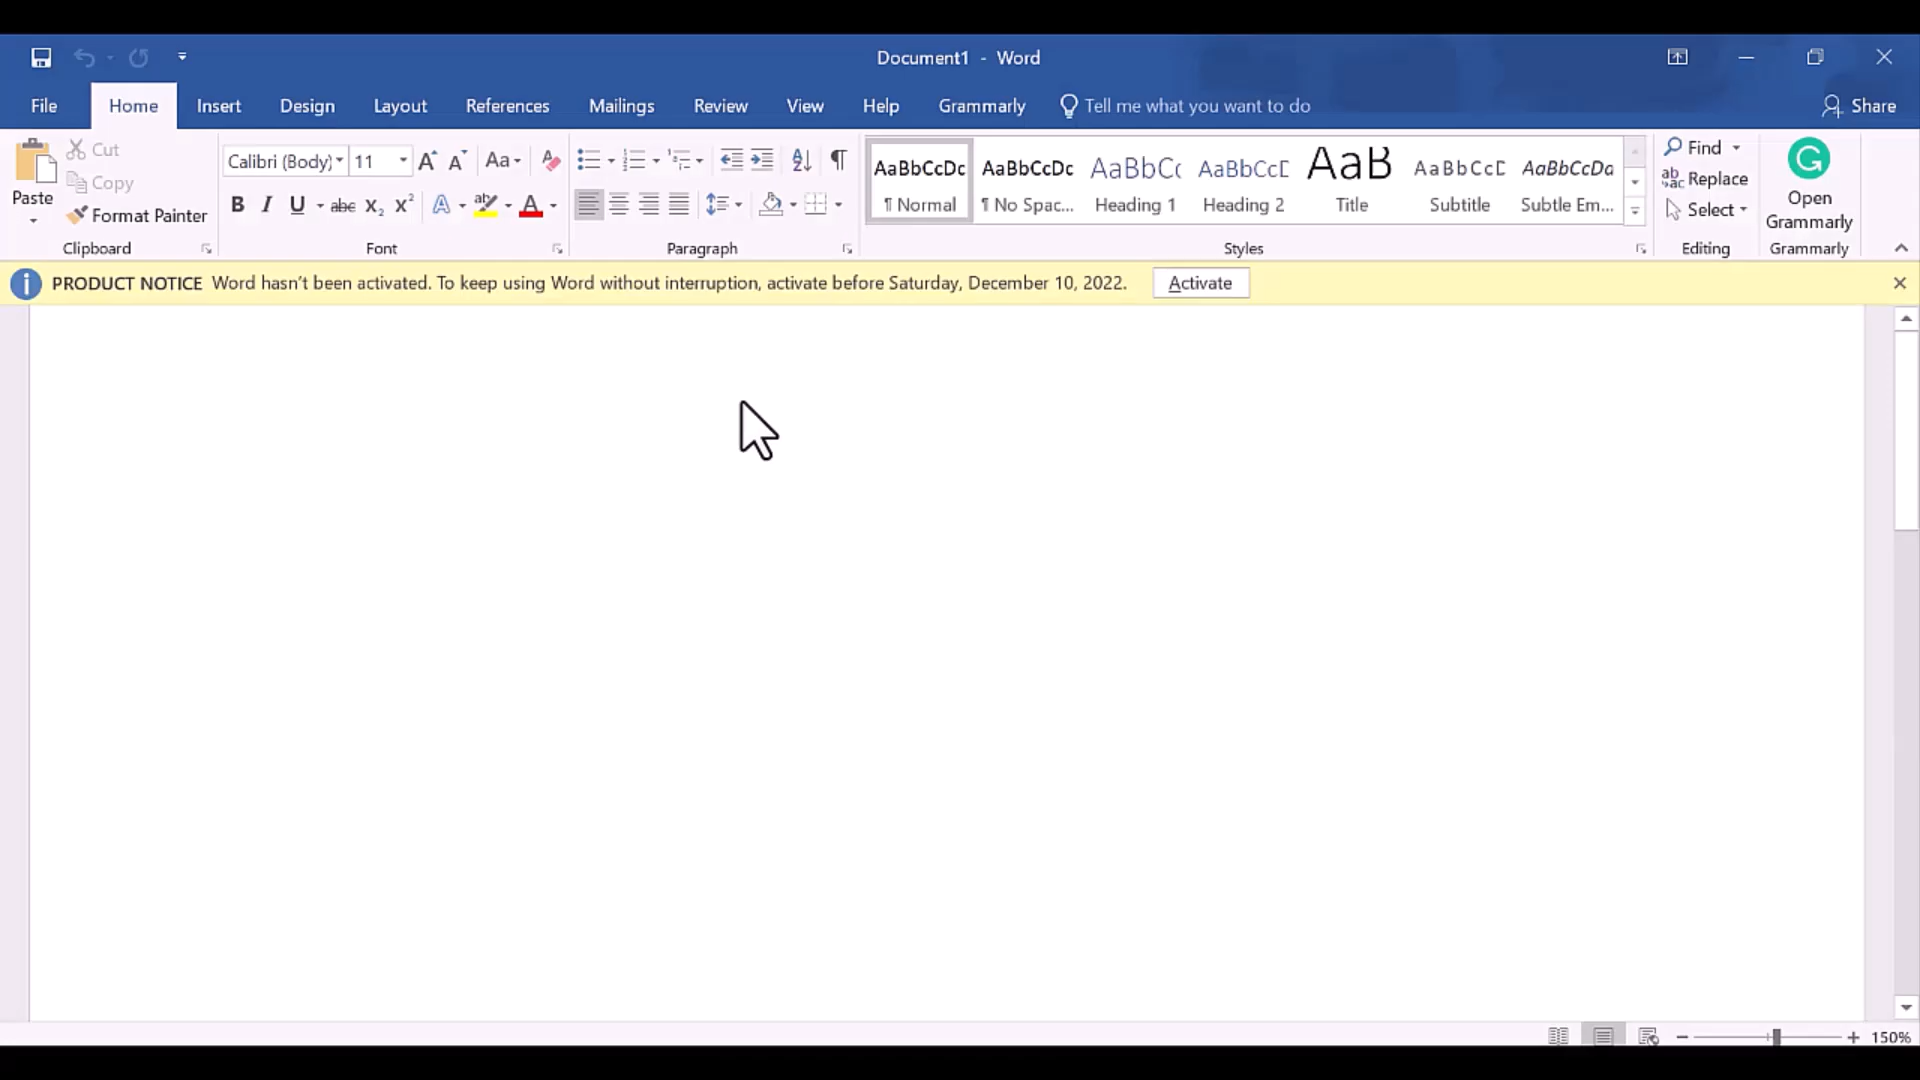 Document1 - Word
File Home Insert Design Layout References Mailings Review View Help Grammarly Tell me what you want to do Share
Paste
Cut
Copy
Format Painter
Clipboard
Calibri (Body) 11 A A Aa
B I U abc X₂ X² A aby A
Font
Paragraph
AaBbCcDc AaBbCcDc AaBbCc AaBbCcE AaB AaBbCcE AaBbCcDa
¶ Normal ¶ No Spac... Heading 1 Heading 2 Title Subtitle Subtle Em...
Styles
Find
Replace
Select
Editing
Open
Grammarly
Grammarly
PRODUCT NOTICE Word hasn't been activated. To keep using Word without interruption, activate before Saturday, December 10, 2022. Activate
150%